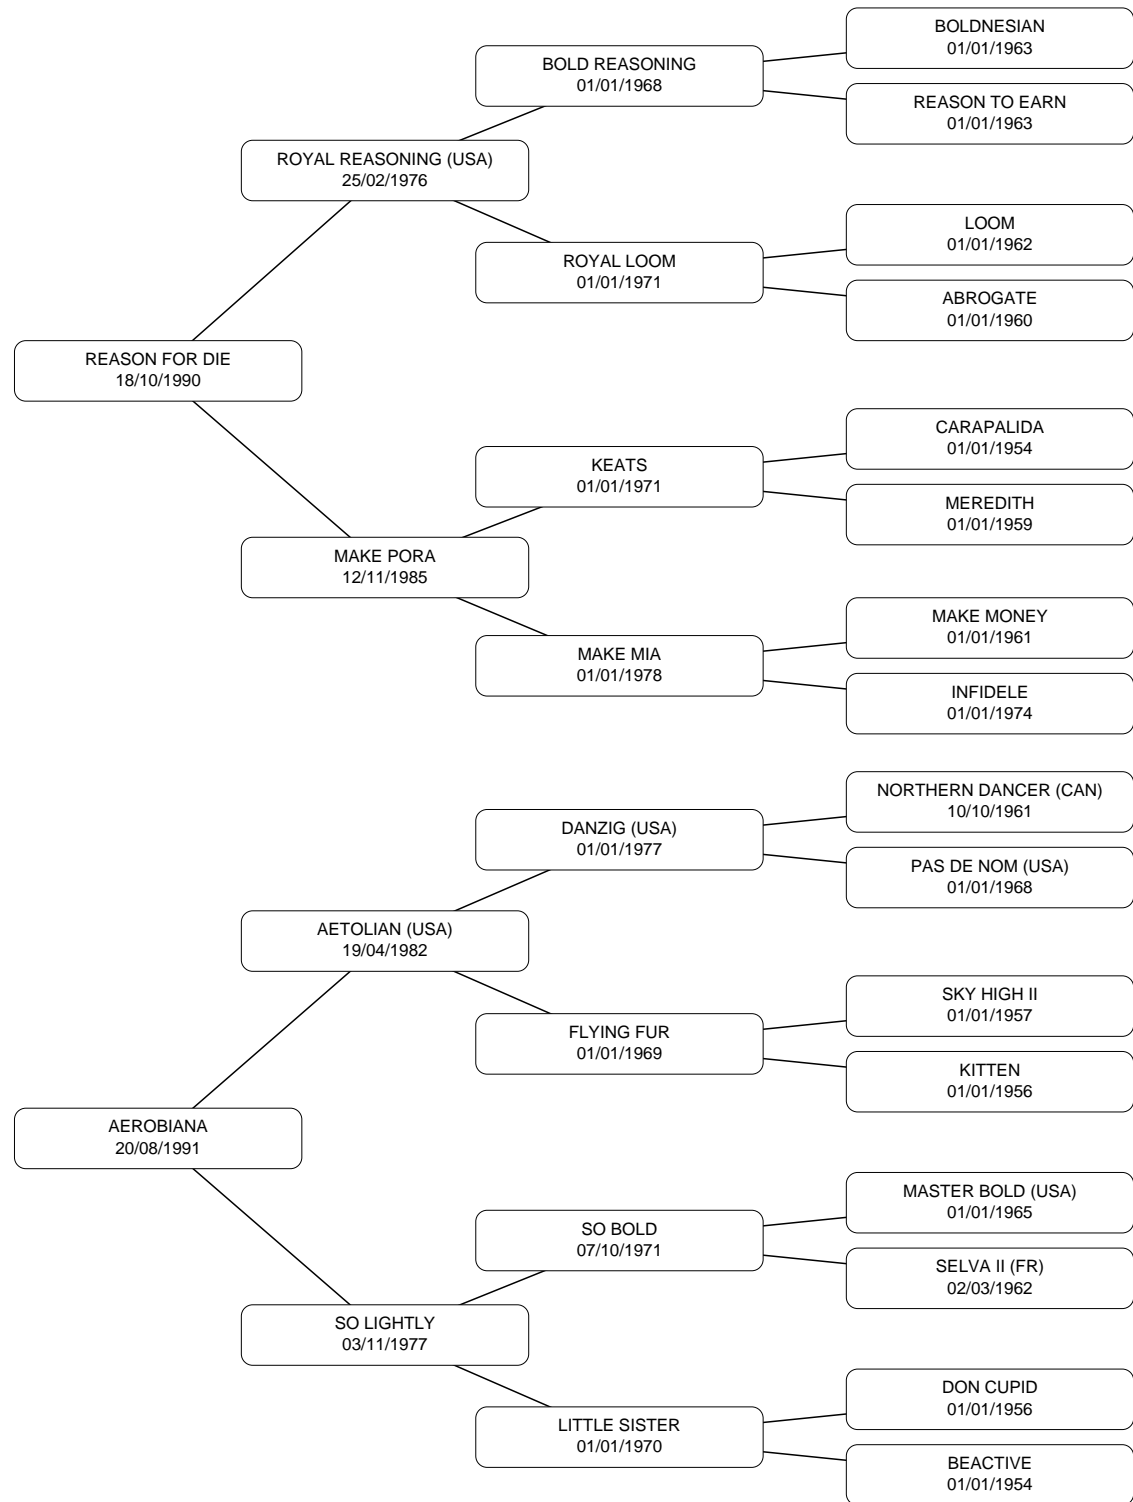 BOLDNESIAN
01/01/1963
BOLD REASONING
01/01/1968
REASON TO EARN
01/01/1963
ROYAL REASONING (USA)
25/02/1976
LOOM
01/01/1962
ROYAL LOOM
01/01/1971
ABROGATE
01/01/1960
REASON FOR DIE
18/10/1990
CARAPALIDA
01/01/1954
KEATS
01/01/1971
MEREDITH
01/01/1959
MAKE PORA
12/11/1985
MAKE MONEY
01/01/1961
MAKE MIA
01/01/1978
INFIDELE
01/01/1974
NORTHERN DANCER (CAN)
10/10/1961
DANZIG (USA)
01/01/1977
PAS DE NOM (USA)
01/01/1968
AETOLIAN (USA)
19/04/1982
SKY HIGH II
01/01/1957
FLYING FUR
01/01/1969
KITTEN
01/01/1956
AEROBIANA
20/08/1991
MASTER BOLD (USA)
01/01/1965
SO BOLD
07/10/1971
SELVA II (FR)
02/03/1962
SO LIGHTLY
03/11/1977
DON CUPID
01/01/1956
LITTLE SISTER
01/01/1970
BEACTIVE
01/01/1954